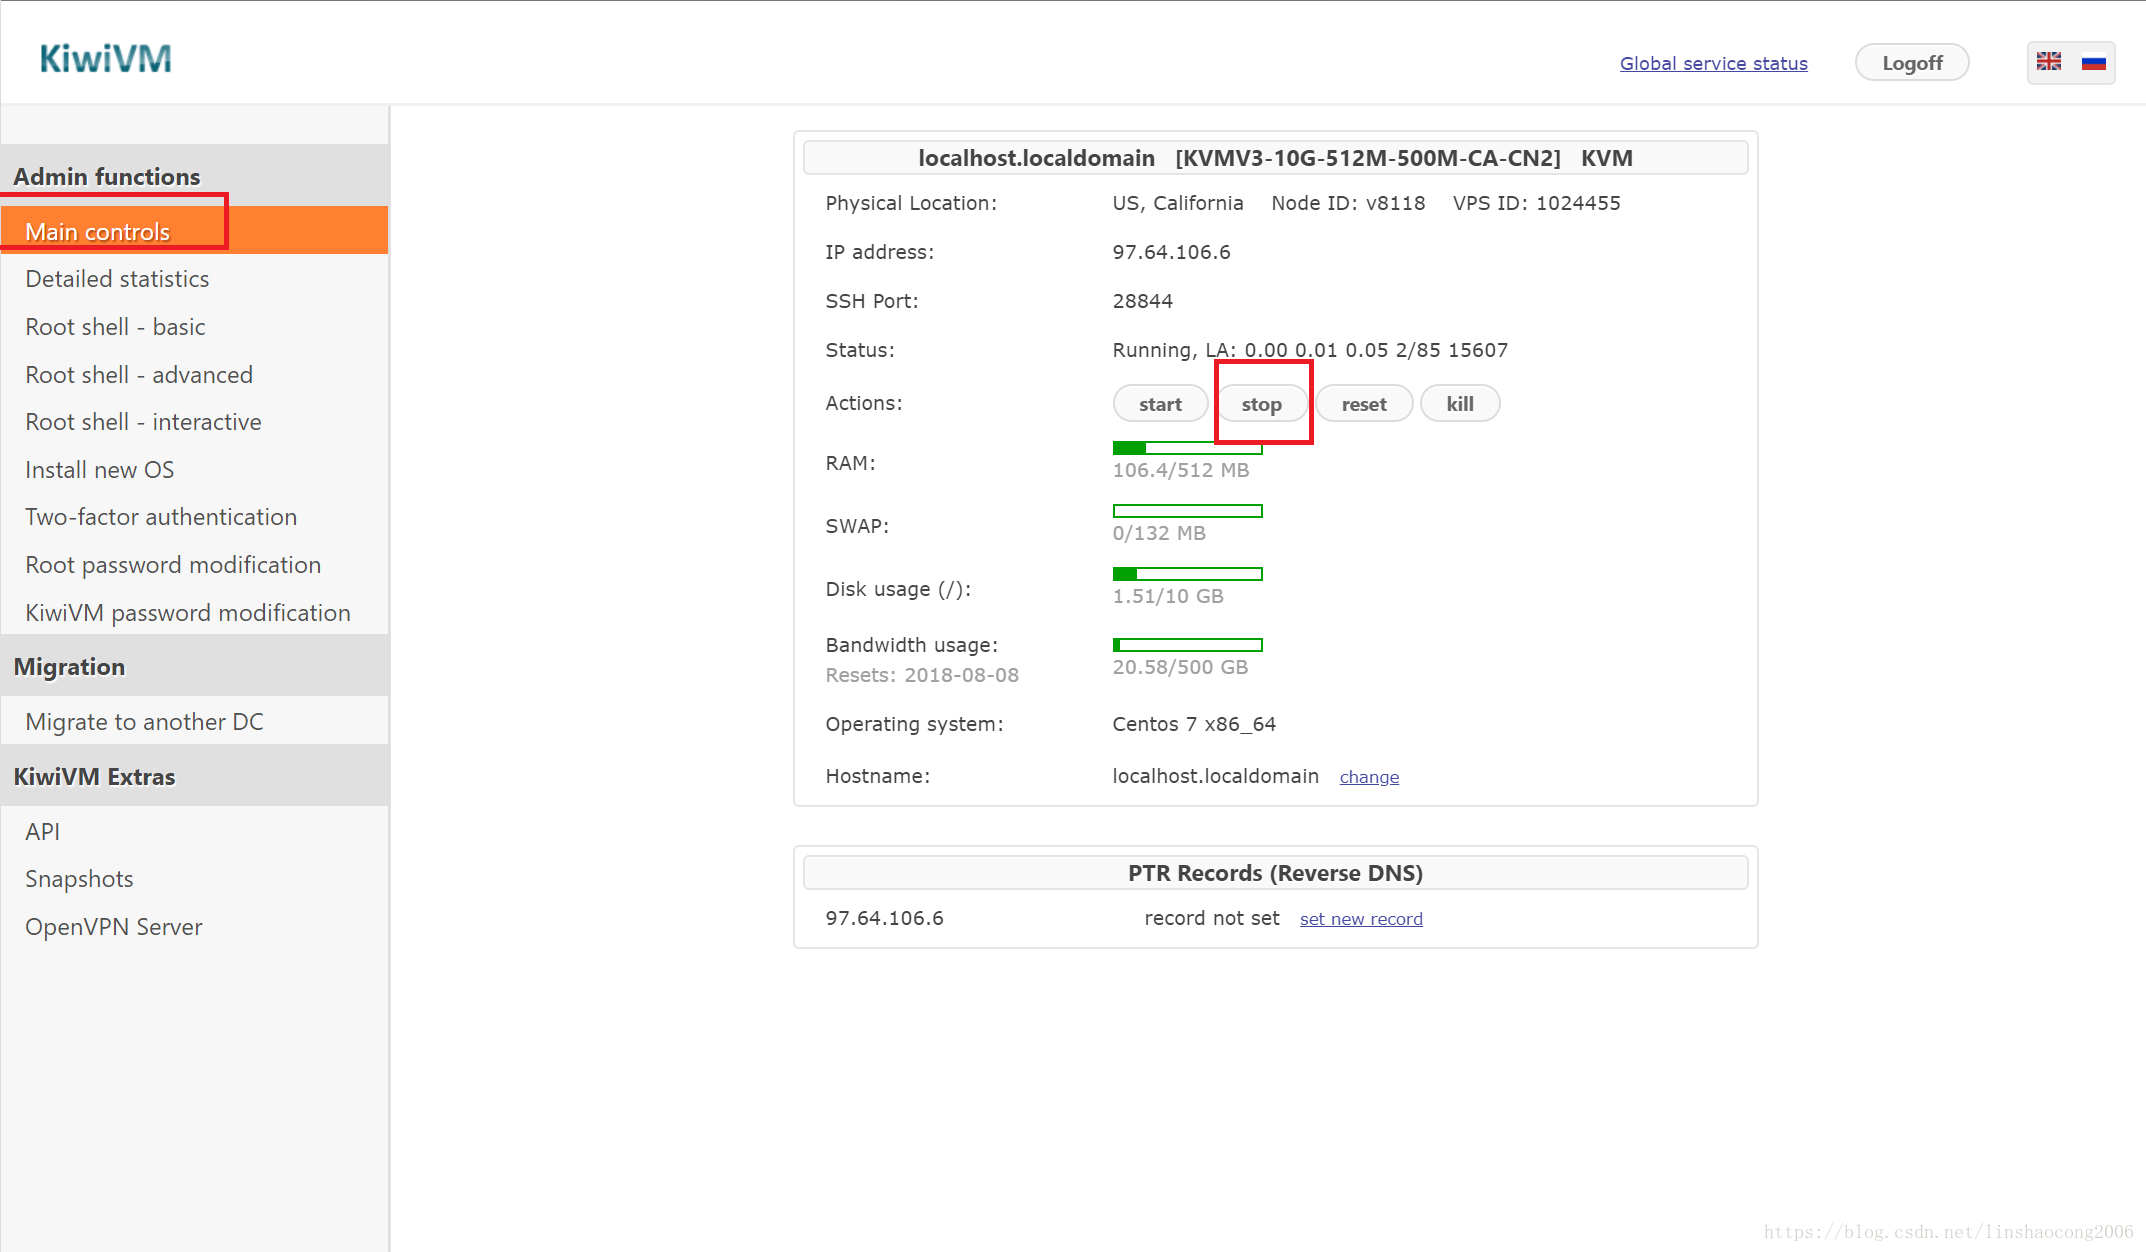 KiwiVM
Global service status
Logoff
Admin functions
Main controls
Detailed statistics
Root shell - basic
Root shell - advanced
Root shell - interactive
Install new OS
Two-factor authentication
Root password modification
KiwiVM password modification
Migration
Migrate to another DC
KiwiVM Extras
API
Snapshots
OpenVPN Server
localhost.localdomain [KVMV3-10G-512M-500M-CA-CN2] KVM
Physical Location: US, California Node ID: v8118 VPS ID: 1024455
IP address: 97.64.106.6
SSH Port: 28844
Status: Running, LA: 0.00 0.01 0.05 2/85 15607
Actions: start stop reset kill
RAM: 106.4/512 MB
SWAP: 0/132 MB
Disk usage (/): 1.51/10 GB
Bandwidth usage: 20.58/500 GB
Resets: 2018-08-08
Operating system: Centos 7 x86_64
Hostname: localhost.localdomain change
PTR Records (Reverse DNS)
97.64.106.6 record not set set new record
https://blog.csdn.net/linshaocong2006